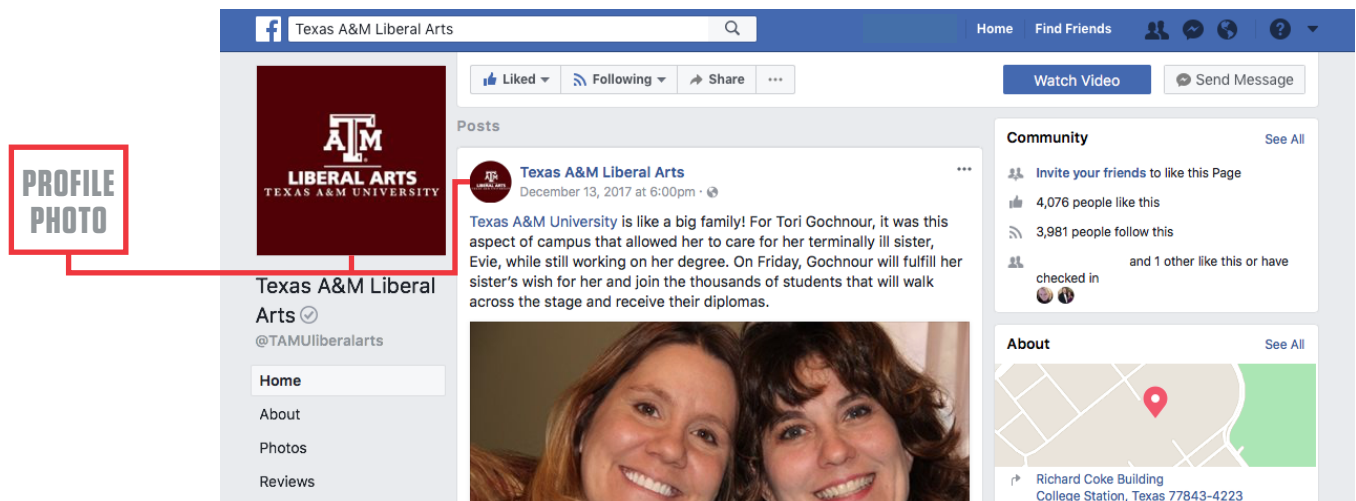 Texas A&M Liberal Arts
Home
Find Friends
PROFILE
PHOTO
ATM
LIBERAL ARTS
TEXAS A&M UNIVERSITY
Texas A&M Liberal
Arts
@TAMUliberalarts
Home
About
Photos
Reviews
Liked
Following
Share
Watch Video
Send Message
Posts
ATM
LIBERAL ARTS
Texas A&M Liberal Arts
December 13, 2017 at 6:00pm ·
Texas A&M University is like a big family! For Tori Gochnour, it was this
aspect of campus that allowed her to care for her terminally ill sister,
Evie, while still working on her degree. On Friday, Gochnour will fulfill her
sister's wish for her and join the thousands of students that will walk
across the stage and receive their diplomas.
Community
See All
Invite your friends to like this Page
4,076 people like this
3,981 people follow this
and 1 other like this or have
checked in
About
See All
Richard Coke Building
College Station, Texas 77843-4223